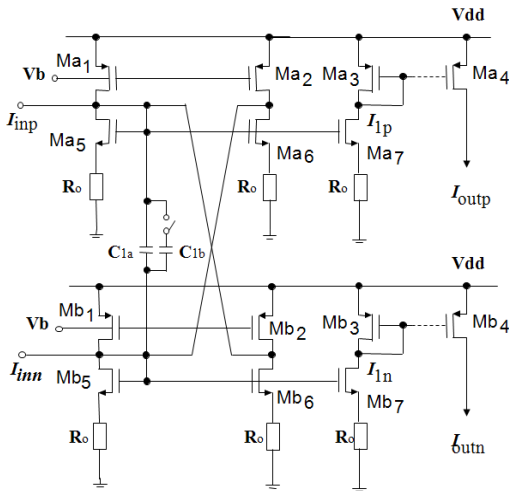 Vdd
Ma1
Vb
Ma2
Ma3
Ma4
Iinp
Ma5
Ma6
I1p
Ma7
Ro
Ro
Ro
Ioutp
C1a
C1b
Vdd
Mb1
Vb
Mb2
Mb3
Mb4
Iinn
Mb5
Mb6
I1n
Mb7
Ro
Ro
Ro
Ioutn